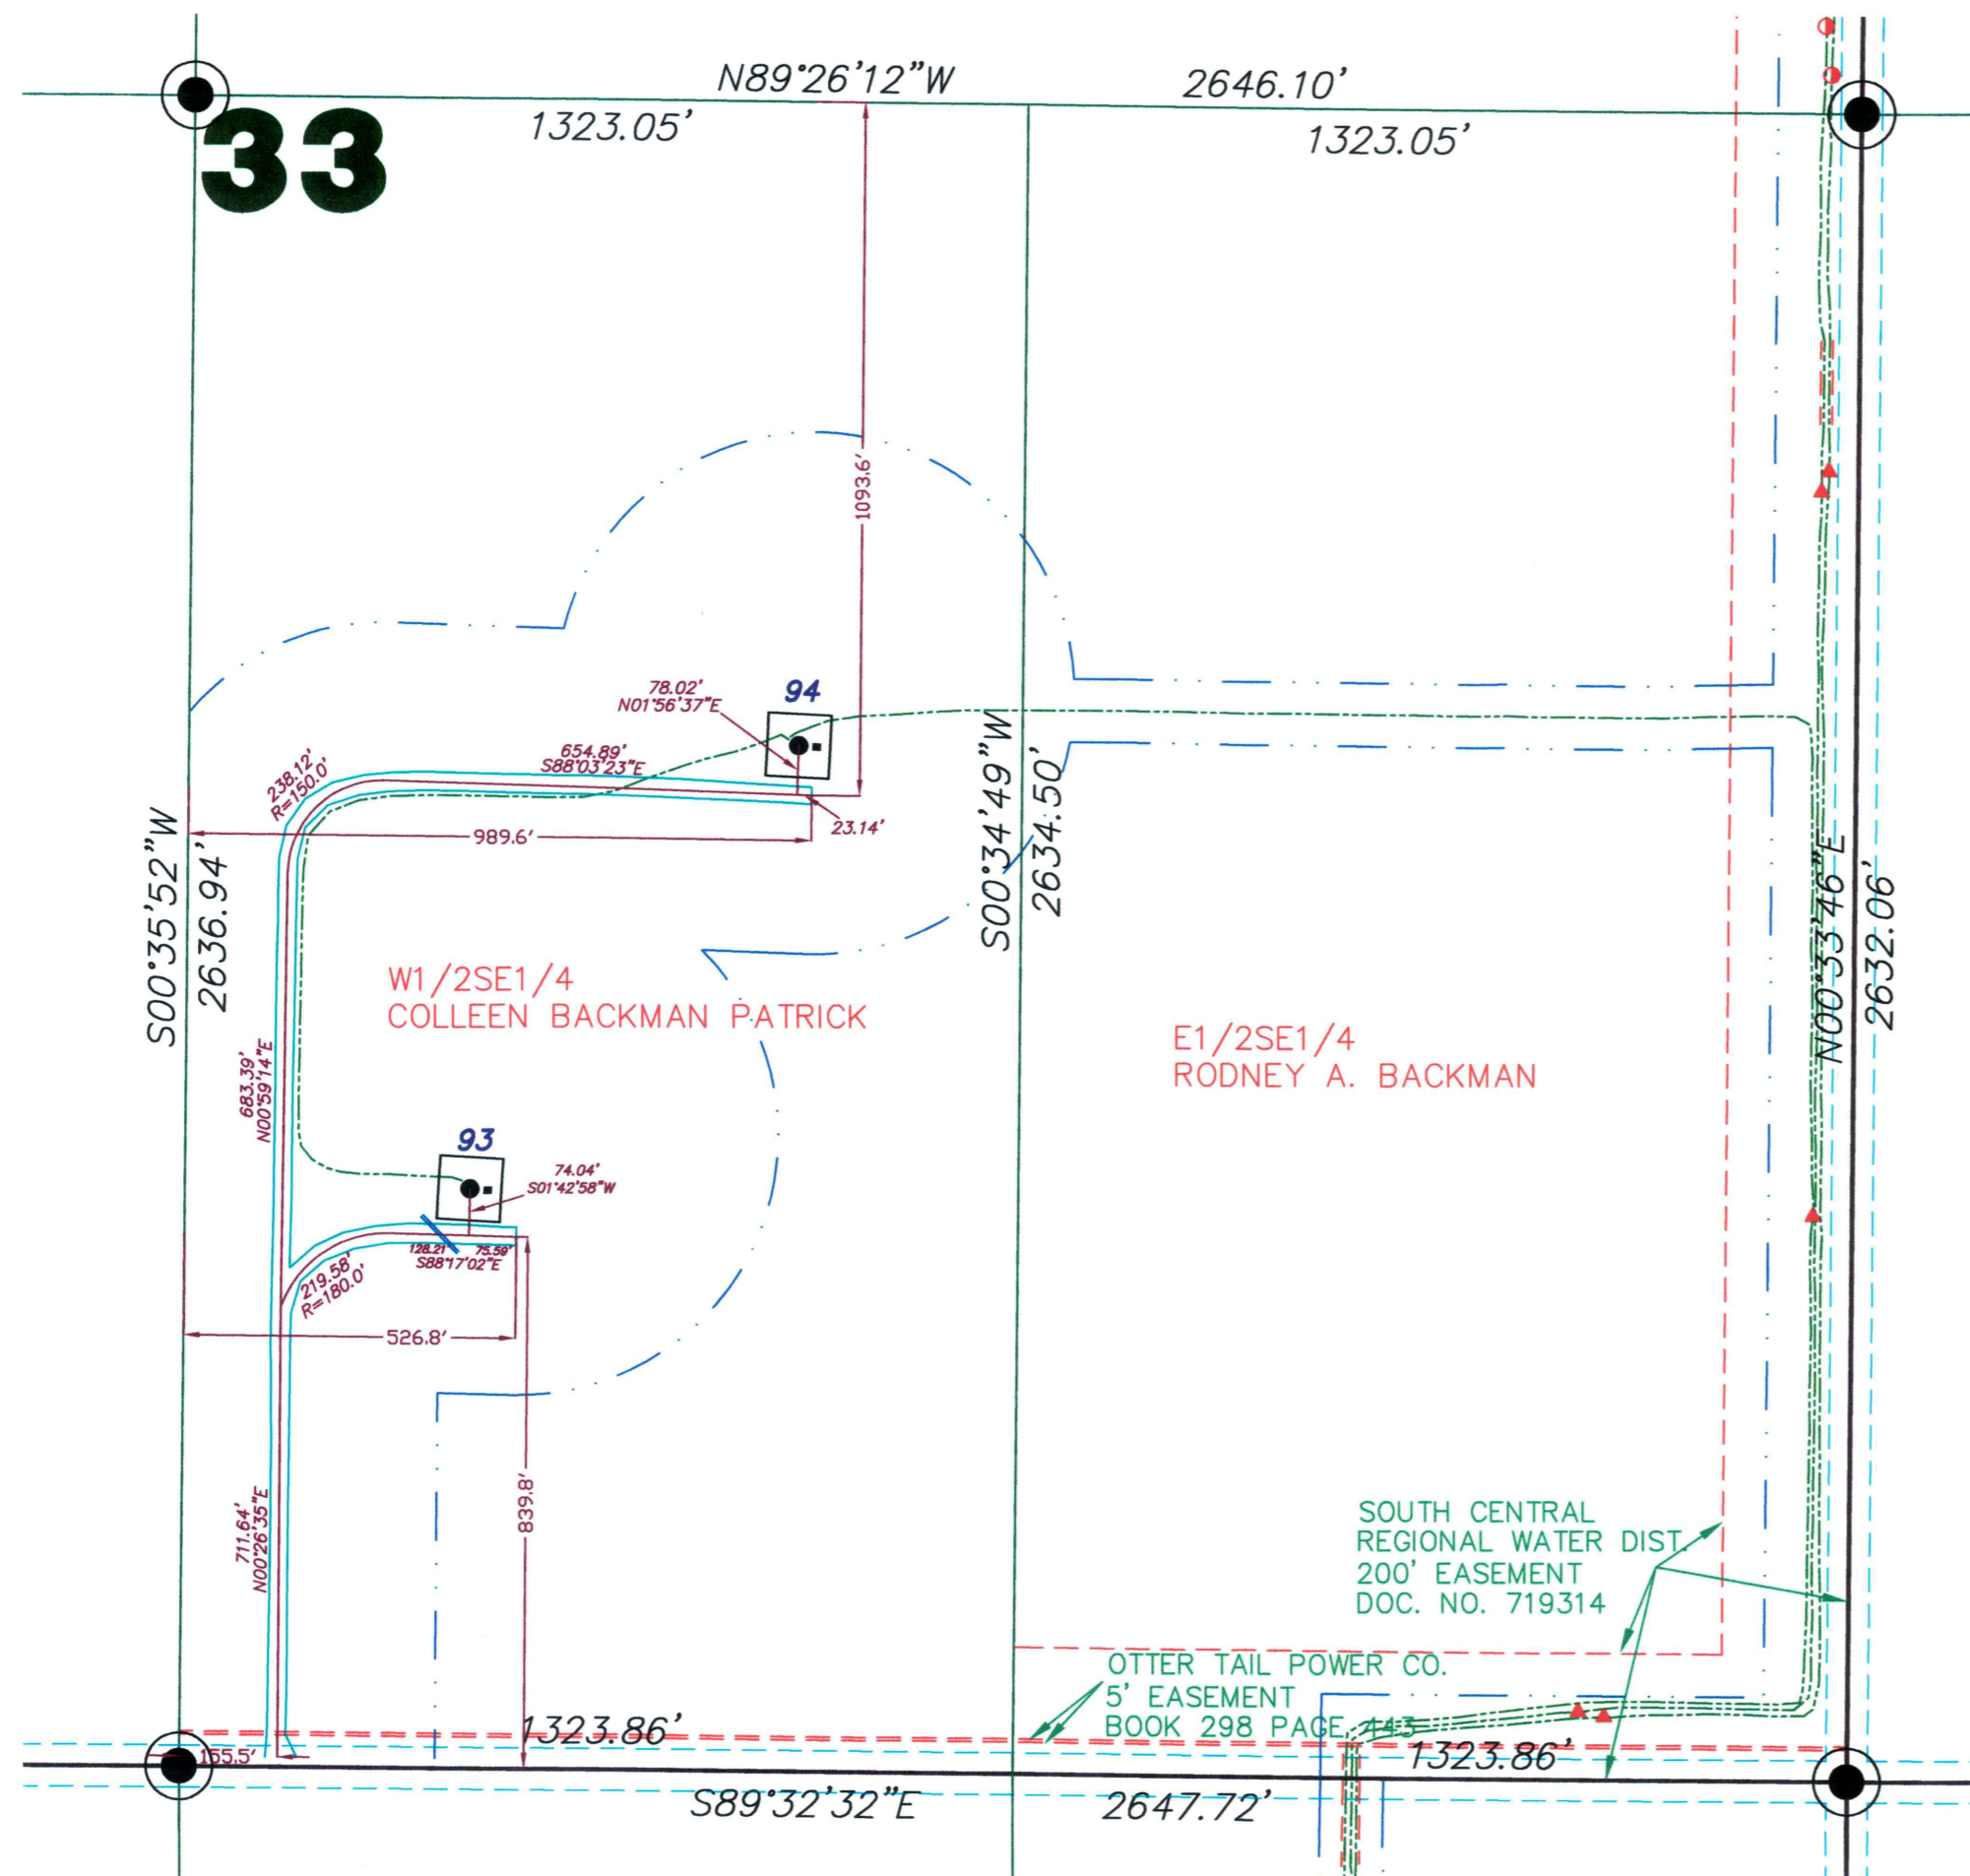 N89°26'12"W
2646.10'
1323.05'
1323.05'
33
1093.6'
78.02'
N01°56'37"E
94
654.89'
S88°03'23"E
238.12'
R=150.0'
23.14'
989.6'
S00°35'52"W
2636.94'
S00°34'49"W
2634.50'
N00°33'46"E
2632.06'
W1/2SE1/4
COLLEEN BACKMAN PATRICK
E1/2SE1/4
RODNEY A. BACKMAN
683.39'
N00°59'14"E
93
74.04'
S01°42'58"W
128.21'
75.59'
S88°17'02"E
219.58'
R=180.0'
526.8'
839.8'
711.64'
N00°26'35"E
SOUTH CENTRAL
REGIONAL WATER DIST.
200' EASEMENT
DOC. NO. 719314
OTTER TAIL POWER CO.
5' EASEMENT
BOOK 298 PAGE 443
1323.86'
1323.86'
155.5'
S89°32'32"E
2647.72'